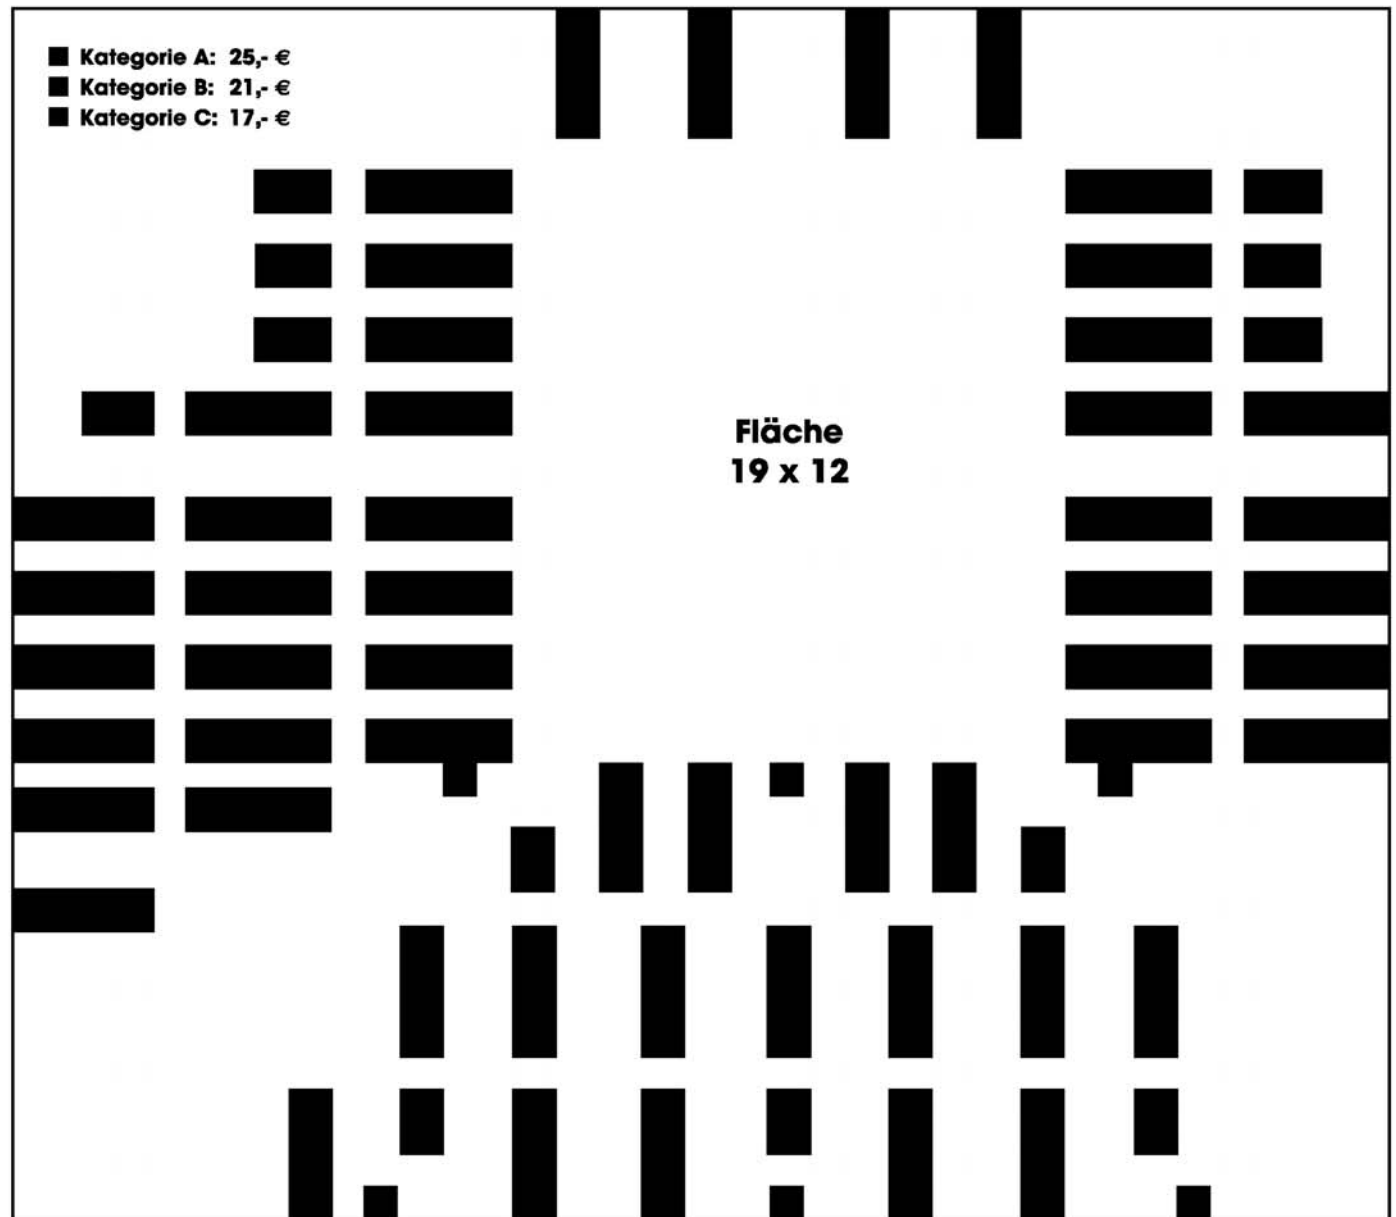 Kategorie A: 25,- €
Kategorie B: 21,- €
Kategorie C: 17,- €
Fläche
19 x 12